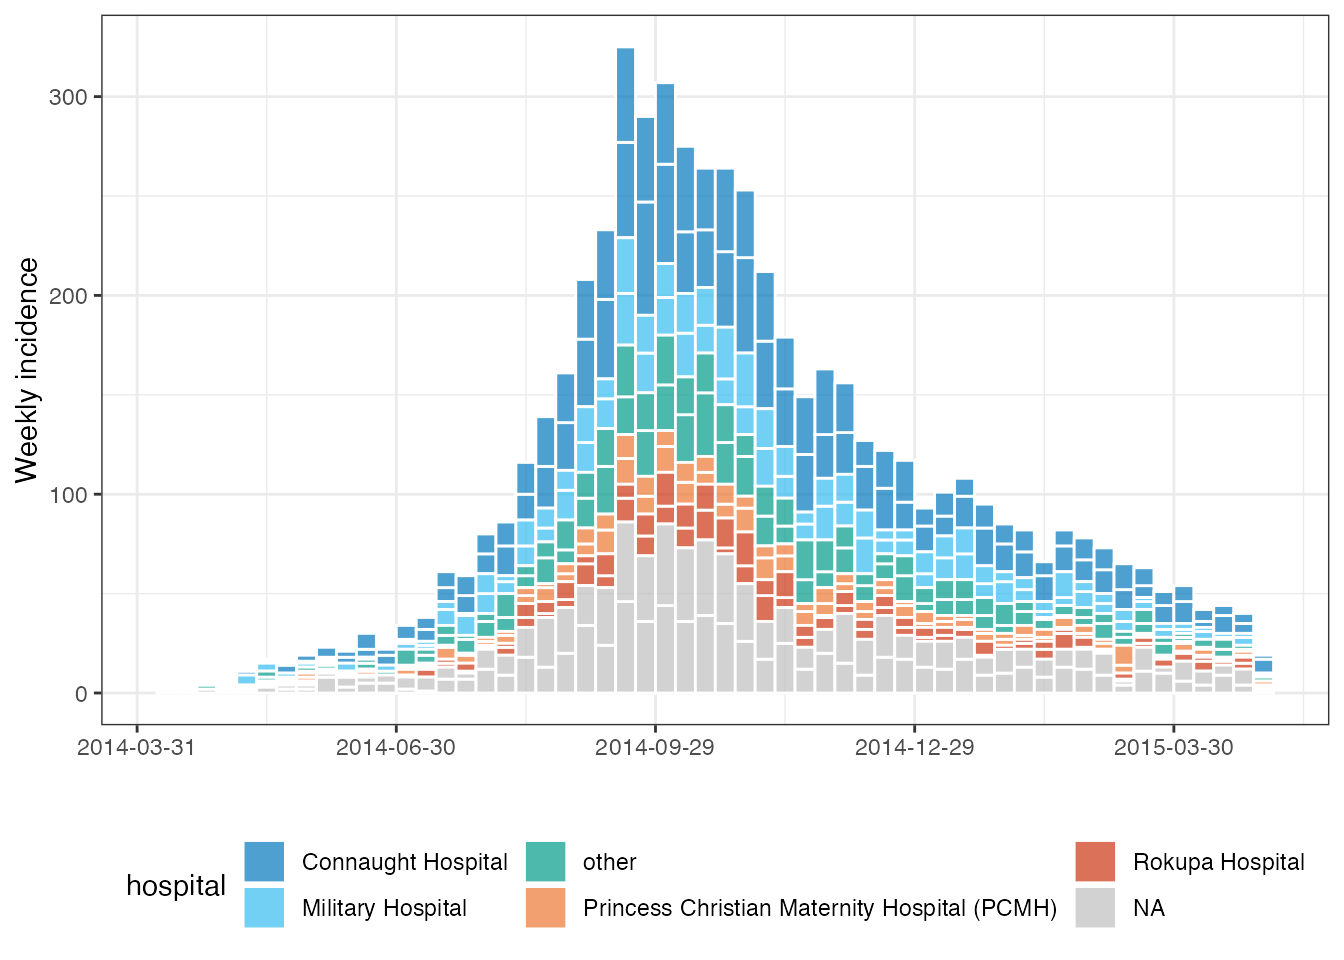 Weekly incidence
300
200
100
0
2014-03-31 2014-06-30 2014-09-29 2014-12-29 2015-03-30
hospital
Connaught Hospital other Rokupa Hospital
Military Hospital Princess Christian Maternity Hospital (PCMH) NA